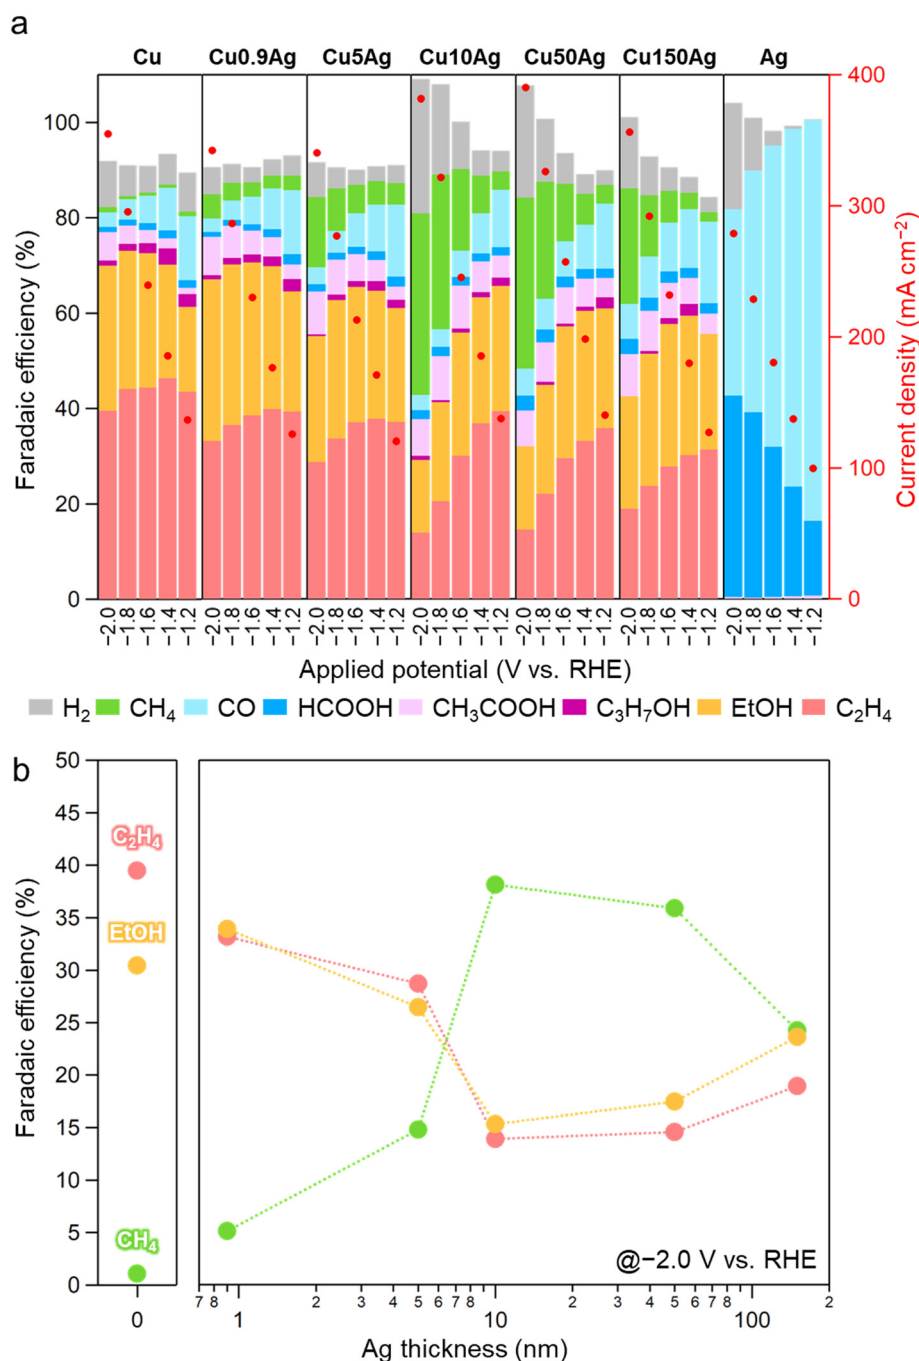 a
Cu Cu0.9Ag Cu5Ag Cu10Ag Cu50Ag Cu150Ag Ag
Faradaic efficiency (%)
100
80
60
40
20
0
400
300
200
100
0
Current density (mA cm⁻²)
−2.0 −1.8 −1.6 −1.4 −1.2 −2.0 −1.8 −1.6 −1.4 −1.2 −2.0 −1.8 −1.6 −1.4 −1.2 −2.0 −1.8 −1.6 −1.4 −1.2 −2.0 −1.8 −1.6 −1.4 −1.2 −2.0 −1.8 −1.6 −1.4 −1.2 −2.0 −1.8 −1.6 −1.4 −1.2
Applied potential (V vs. RHE)
H₂ CH₄ CO HCOOH CH₃COOH C₃H₇OH EtOH C₂H₄
b
Faradaic efficiency (%)
50
45
40
35
30
25
20
15
10
5
0
C₂H₄
EtOH
CH₄
@−2.0 V vs. RHE
7 8 2 3 4 5 6 7 8 2 3 4 5 6 7 8 2
0 1 10 100
Ag thickness (nm)